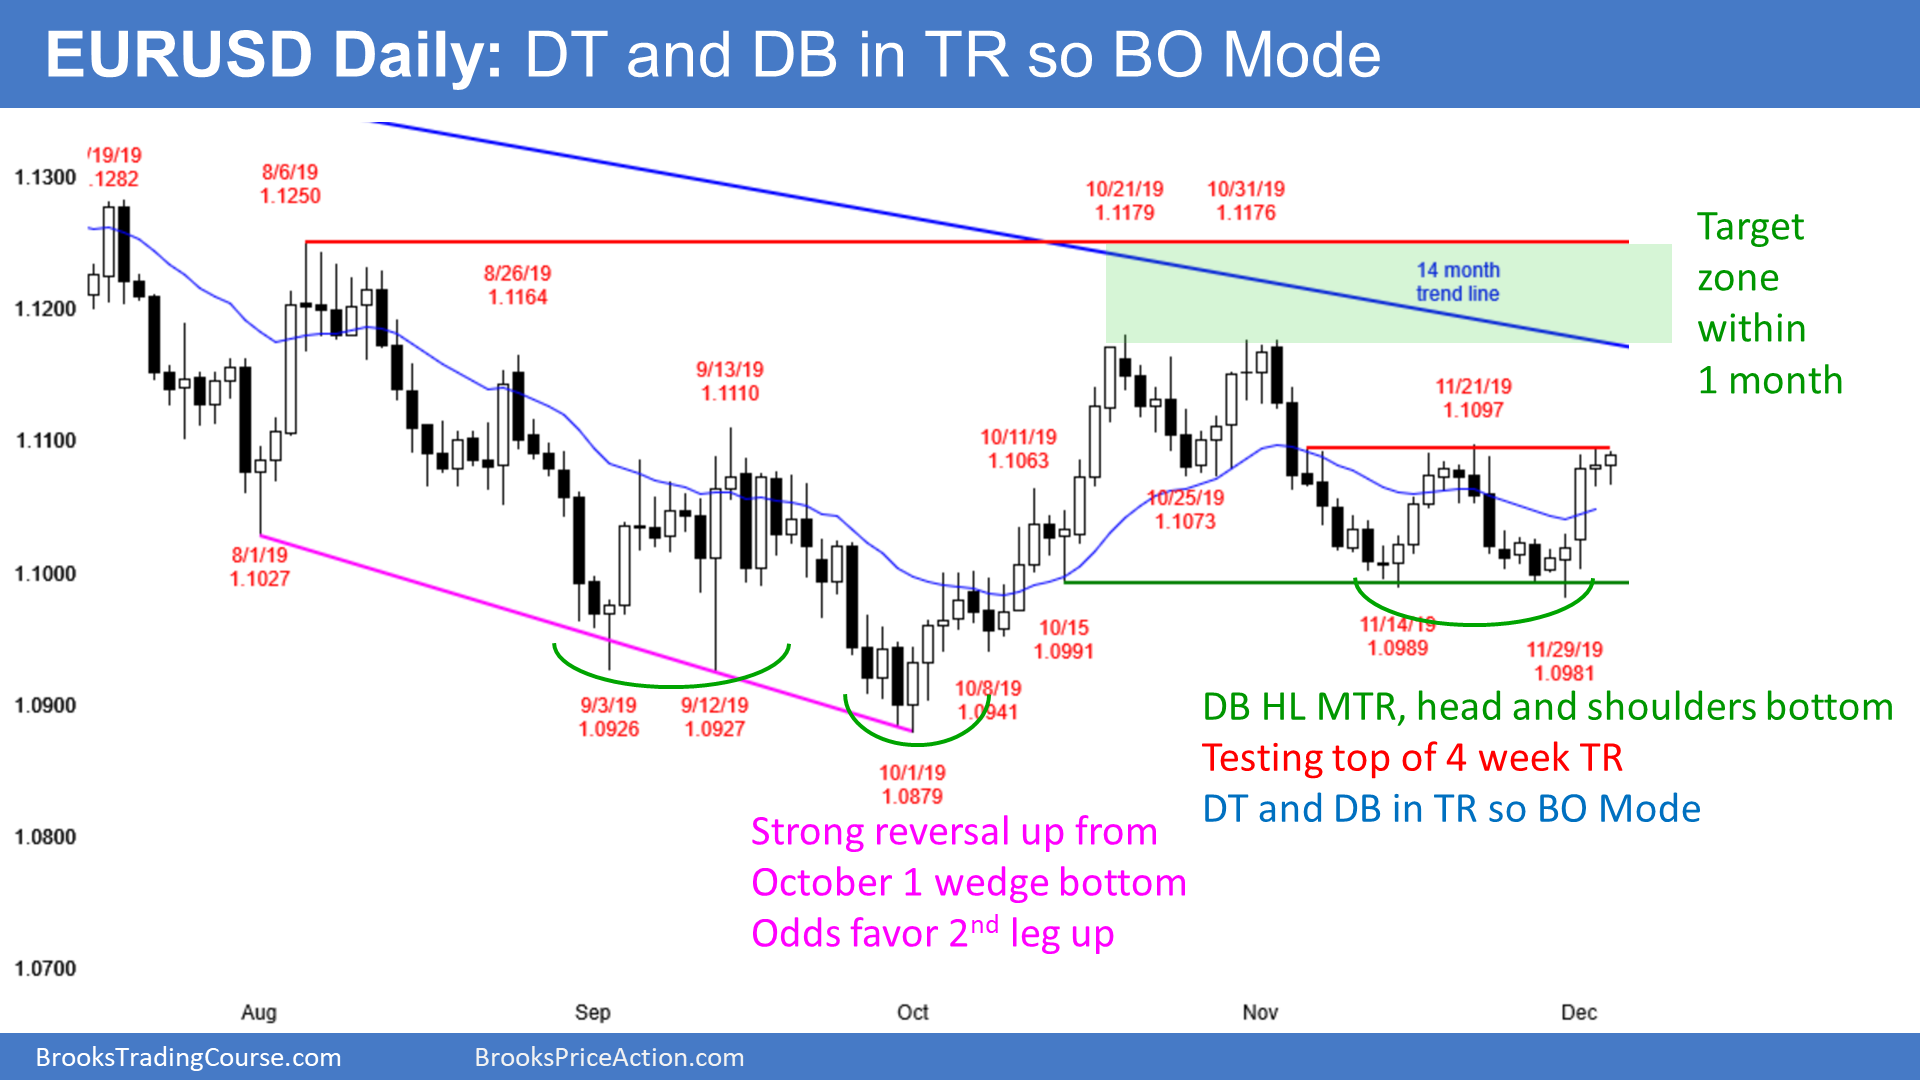 EURUSD Daily: DT and DB in TR so BO Mode
/19/19
.1282
8/6/19
1.1250
8/26/19
1.1164
9/13/19
1.1110
10/11/19
1.1063
10/21/19
1.1179
10/31/19
1.1176
14 month
trend line
11/21/19
1.1097
10/25/19
1.1073
8/1/19
1.1027
9/3/19
1.0926
9/12/19
1.0927
10/1/19
1.0879
10/8/19
1.0941
10/15
1.0991
11/14/19
1.0989
11/29/19
1.0981
Target
zone
within
1 month
DB HL MTR, head and shoulders bottom
Testing top of 4 week TR
DT and DB in TR so BO Mode
Strong reversal up from
October 1 wedge bottom
Odds favor 2nd leg up
1.1300
1.1200
1.1100
1.1000
1.0900
1.0800
1.0700
Aug
Sep
Oct
Nov
Dec
BrooksTradingCourse.com
BrooksPriceAction.com